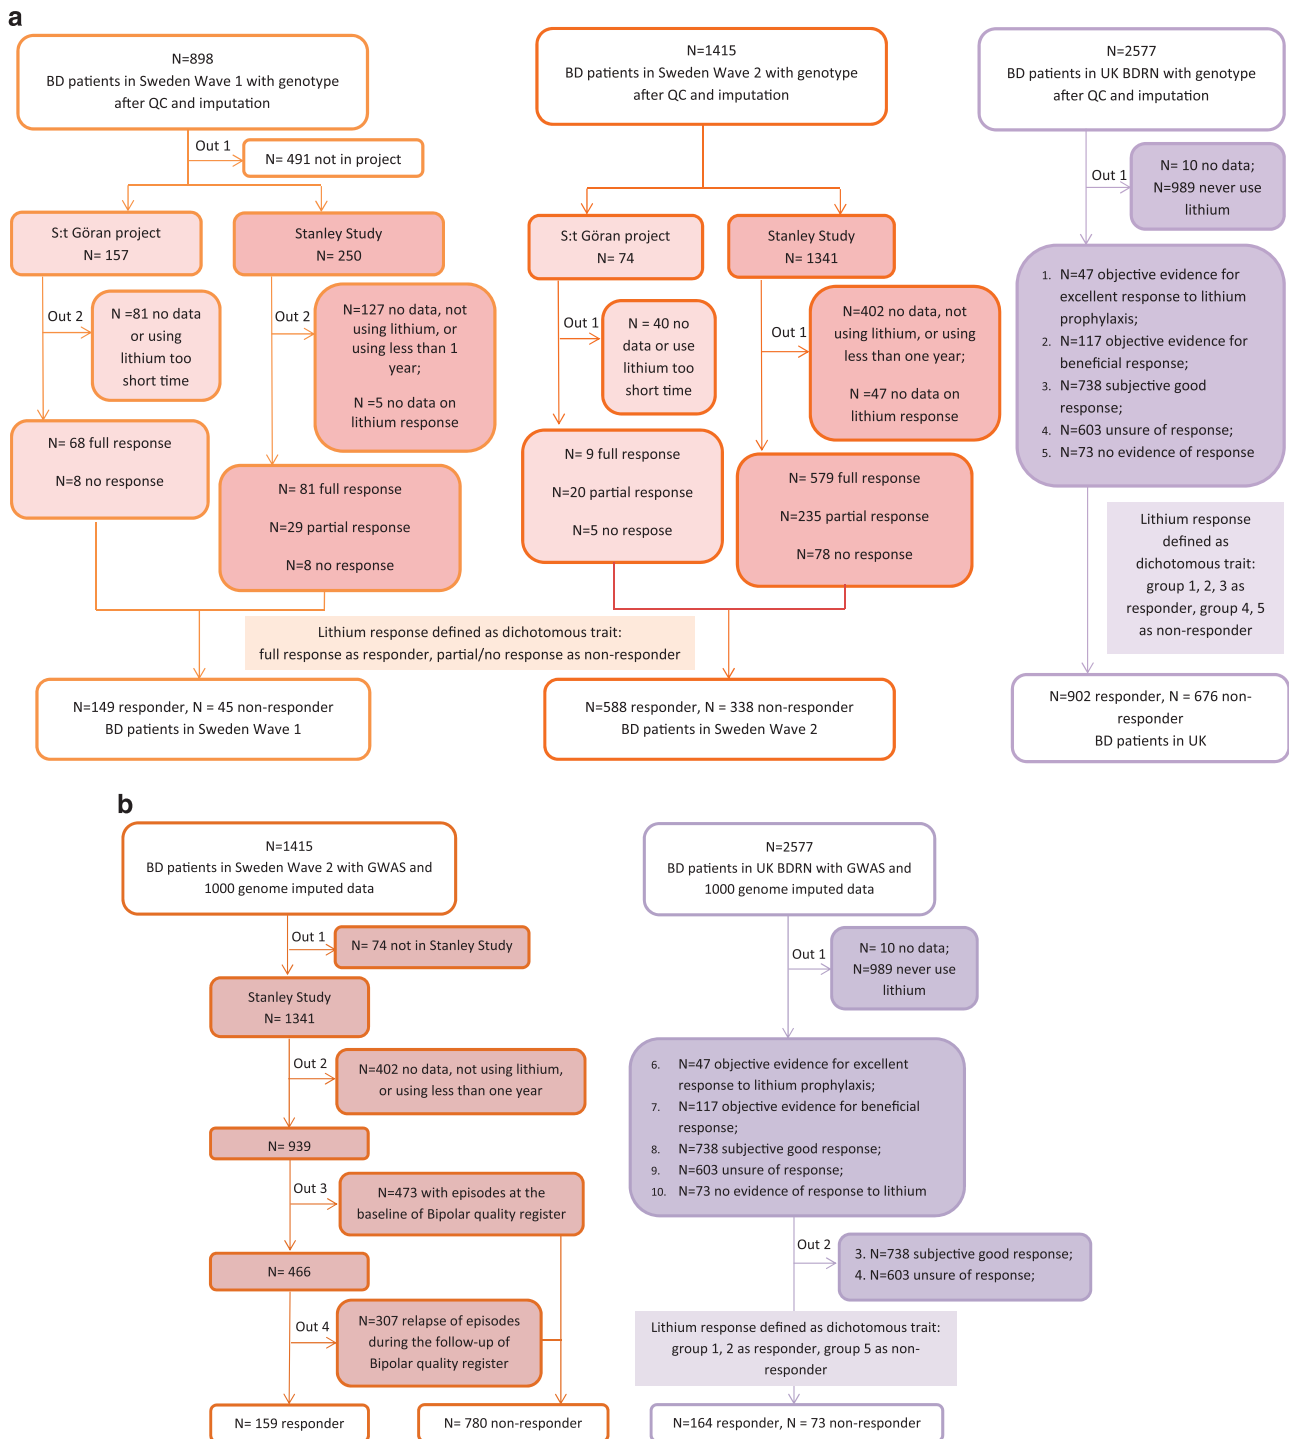 a
N=898
BD patients in Sweden Wave 1 with genotype
after QC and imputation
Out 1
N= 491 not in project
S:t Göran project
N= 157
Stanley Study
N= 250
Out 2
N =81 no data
or using
lithium too
short time
Out 2
N=127 no data, not
using lithium, or
using less than 1
year;
N =5 no data on
lithium response
N= 68 full response
N=8 no response
N= 81 full response
N=29 partial response
N=8 no response
N=1415
BD patients in Sweden Wave 2 with genotype
after QC and imputation
S:t Göran project
N= 74
Stanley Study
N= 1341
Out 1
N = 40 no
data or use
lithium too
short time
Out 1
N=402 no data, not
using lithium, or using
less than one year;
N =47 no data on
lithium response
N= 9 full response
N=20 partial response
N=5 no respose
N= 579 full response
N=235 partial response
N=78 no response
Lithium response defined as dichotomous trait:
full response as responder, partial/no response as non-responder
N=149 responder, N = 45 non-responder
BD patients in Sweden Wave 1
N=588 responder, N = 338 non-responder
BD patients in Sweden Wave 2
N=2577
BD patients in UK BDRN with genotype
after QC and imputation
Out 1
N= 10 no data;
N=989 never use
lithium
1. N=47 objective evidence for
excellent response to lithium
prophylaxis;
2. N=117 objective evidence for
beneficial response;
3. N=738 subjective good
response;
4. N=603 unsure of response;
5. N=73 no evidence of response
Lithium response
defined as
dichotomous trait:
group 1, 2, 3 as
responder, group 4, 5
as non-responder
N=902 responder, N = 676 non-
responder
BD patients in UK
b
N=1415
BD patients in Sweden Wave 2 with GWAS and
1000 genome imputed data
Out 1
N= 74 not in Stanley Study
Stanley Study
N= 1341
Out 2
N=402 no data, not using lithium,
or using less than one year
N= 939
Out 3
N=473 with episodes at the
baseline of Bipolar quality register
N= 466
Out 4
N=307 relapse of episodes
during the follow-up of
Bipolar quality register
N= 159 responder
N= 780 non-responder
N=2577
BD patients in UK BDRN with GWAS and
1000 genome imputed data
Out 1
N= 10 no data;
N=989 never use
lithium
6. N=47 objective evidence for excellent
response to lithium prophylaxis;
7. N=117 objective evidence for beneficial
response;
8. N=738 subjective good response;
9. N=603 unsure of response;
10. N=73 no evidence of response to lithium
Out 2
3. N=738 subjective good response;
4. N=603 unsure of response;
Lithium response defined as dichotomous trait:
group 1, 2 as responder, group 5 as non-
responder
N=164 responder, N = 73 non-responder